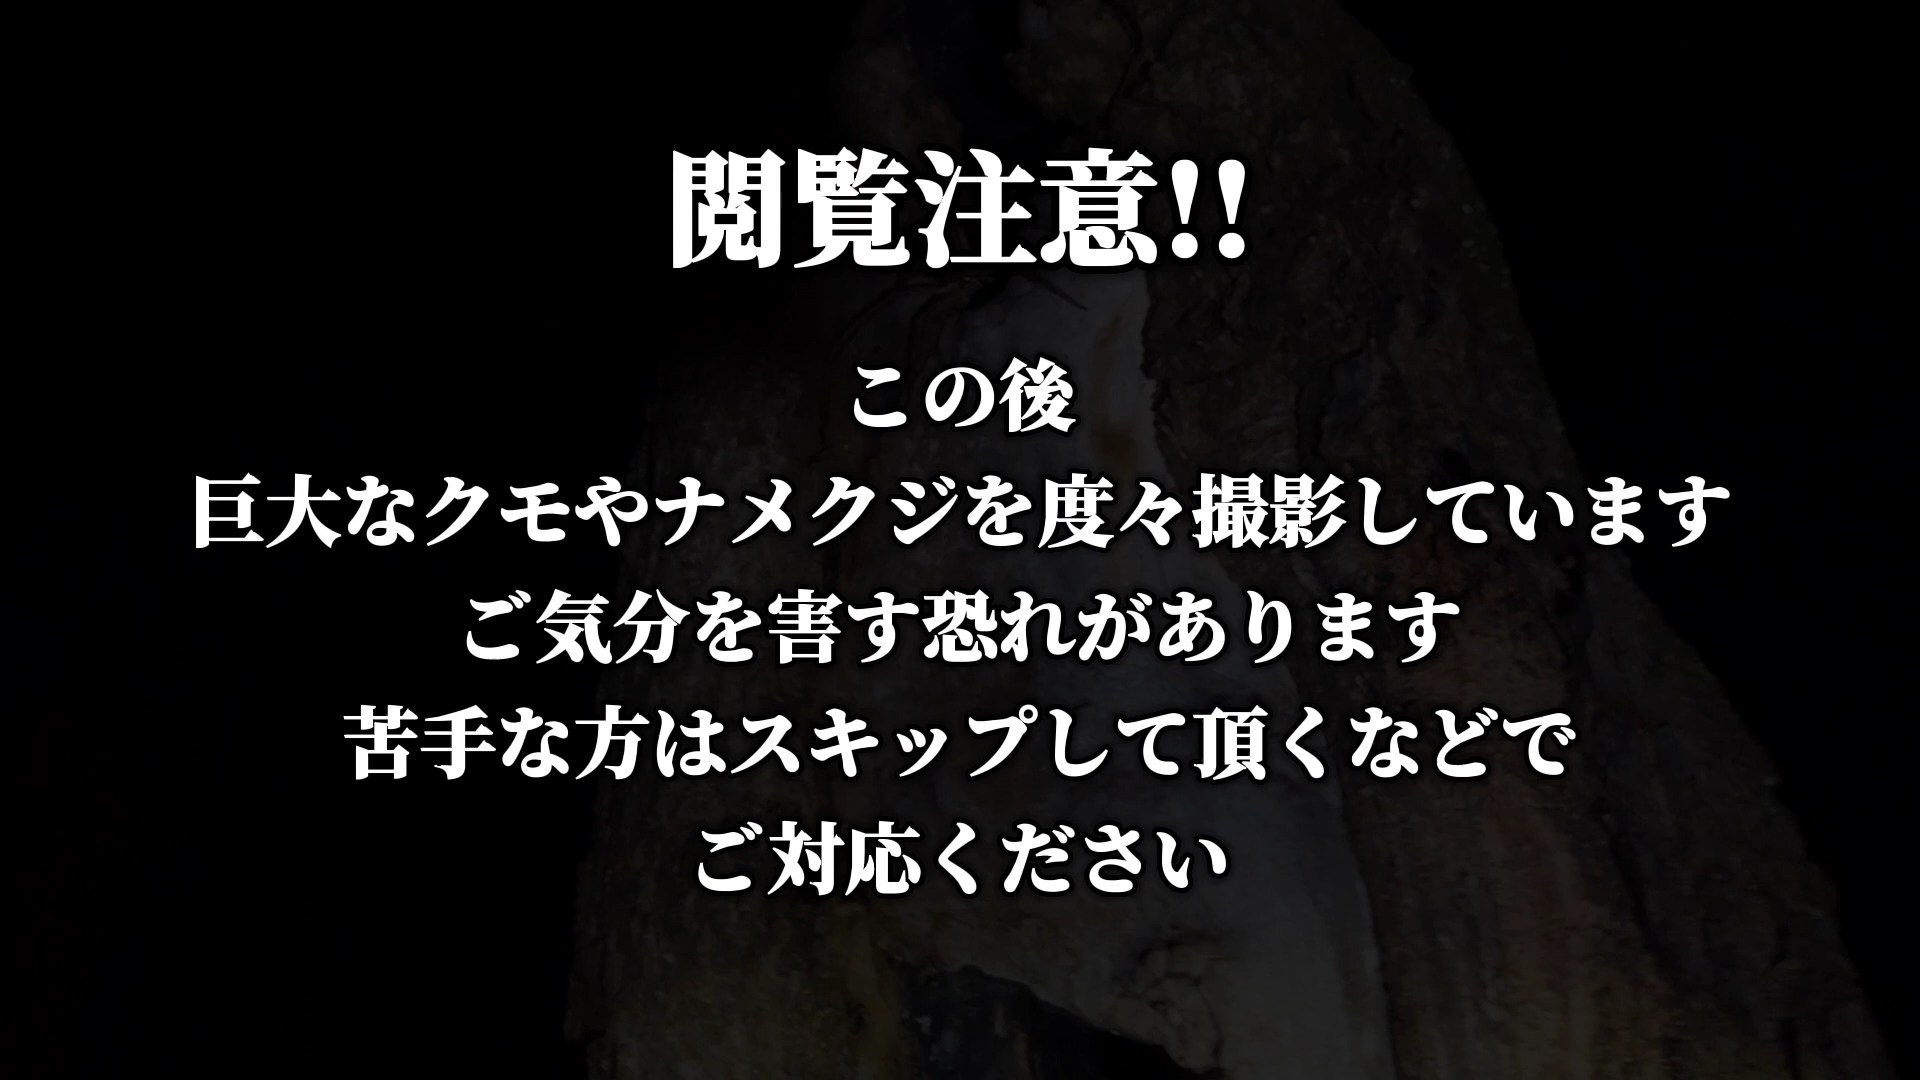 閲覧注意!!
この後
巨大なクモやナメクジを度々撮影しています
ご気分を害す恐れがあります
苦手な方はスキップして頂くなどで
ご対応ください